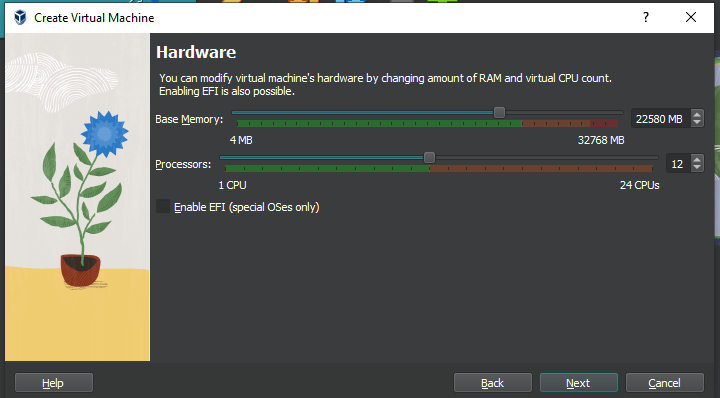 Create Virtual Machine
?
Hardware
You can modify virtual machine's hardware by changing amount of RAM and virtual CPU count.
Enabling EFI is also possible.
Base Memory:
22580 MB
4 MB
32768 MB
Processors:
12
1 CPU
24 CPUs
Enable EFI (special OSes only)
Help
Back
Next
Cancel